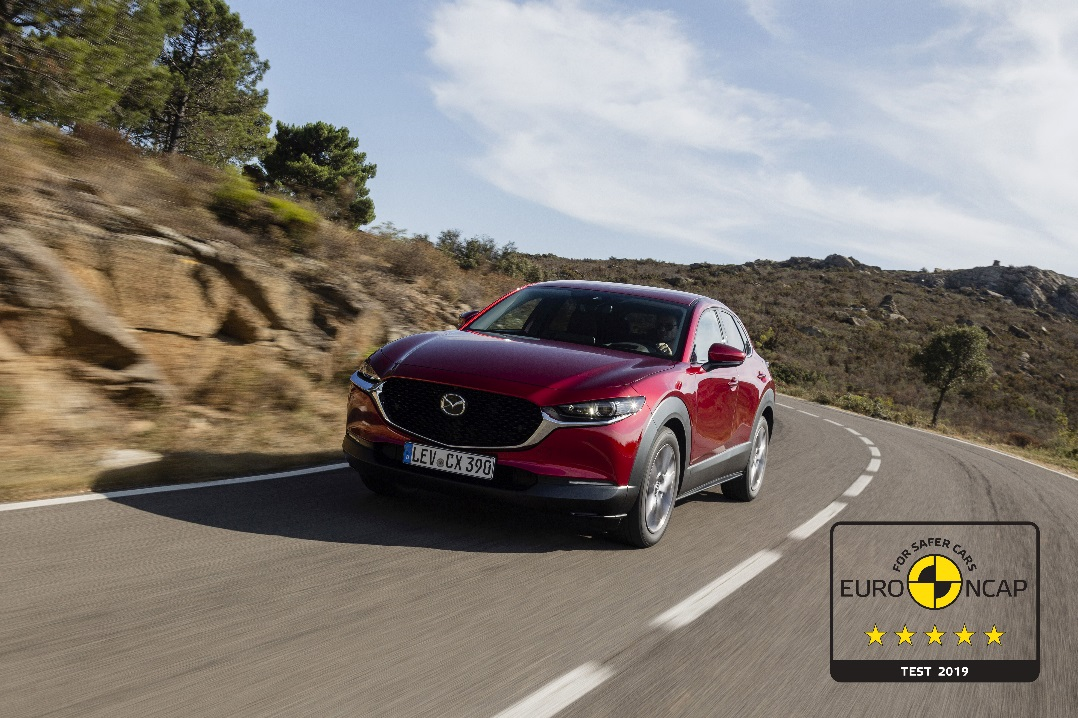 LEV CX 390
FOR SAFER CARS
EURO NCAP
TEST 2019